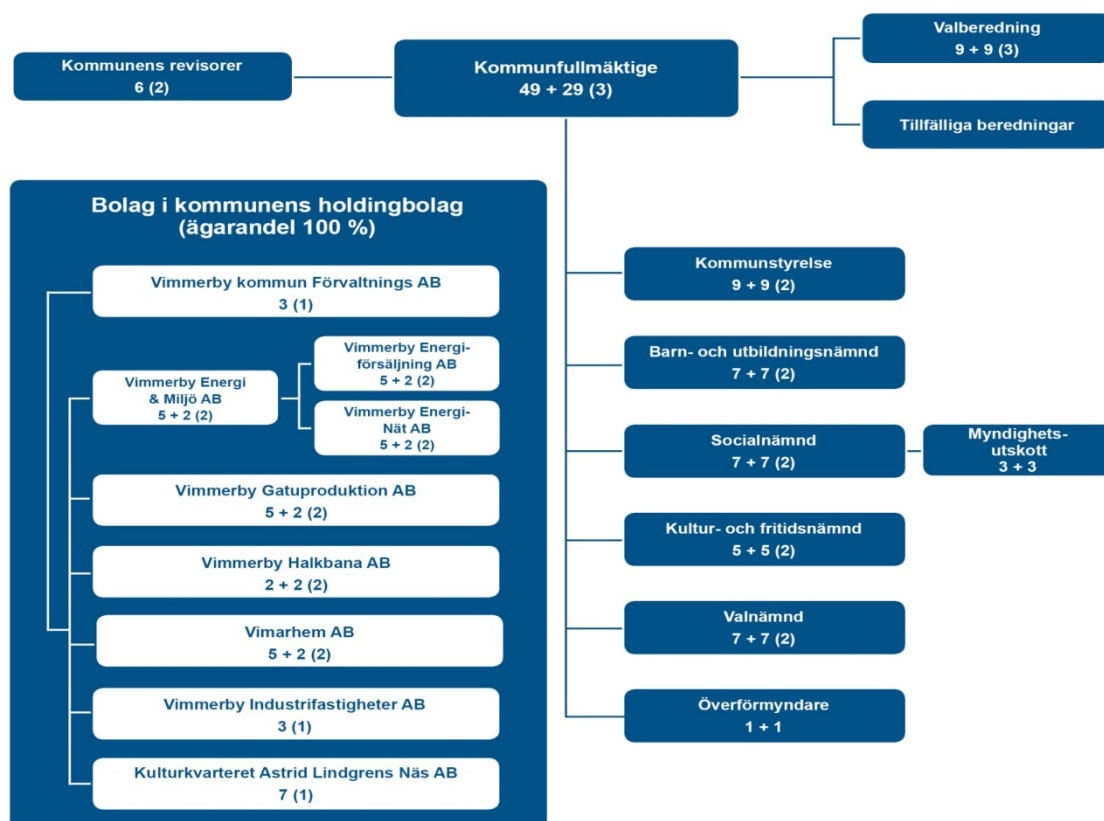 Kommunens revisorer
6 (2)
Kommunfullmäktige
49 + 29 (3)
Valberedning
9 + 9 (3)
Tillfälliga beredningar
Bolag i kommunens holdingbolag
(ägarandel 100 %)
Vimmerby kommun Förvaltnings AB
3 (1)
Vimmerby Energi
& Miljö AB
5 + 2 (2)
Vimmerby Energi-
försäljning AB
5 + 2 (2)
Vimmerby Energi-
Nät AB
5 + 2 (2)
Vimmerby Gatuproduktion AB
5 + 2 (2)
Vimmerby Halkbana AB
2 + 2 (2)
Vimarhem AB
5 + 2 (2)
Vimmerby Industrifastigheter AB
3 (1)
Kulturkvarteret Astrid Lindgrens Näs AB
7 (1)
Kommunstyrelse
9 + 9 (2)
Barn- och utbildningsnämnd
7 + 7 (2)
Socialnämnd
7 + 7 (2)
Myndighets-
utskott
3 + 3
Kultur- och fritidsnämnd
5 + 5 (2)
Valnämnd
7 + 7 (2)
Överförmyndare
1 + 1